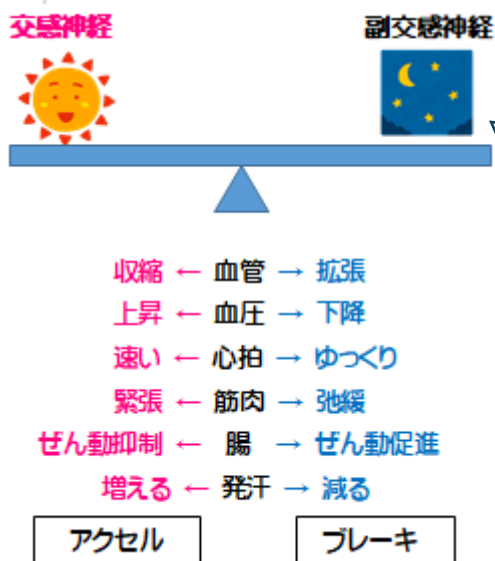 交感神経 副交感神経
収縮 ← 血管 → 拡張
上昇 ← 血圧 → 下降
速い ← 心拍 → ゆっくり
緊張 ← 筋肉 → 弛緩
ぜん動抑制 ← 腸 → ぜん動促進
増える ← 発汗 → 減る
アクセル ブレーキ